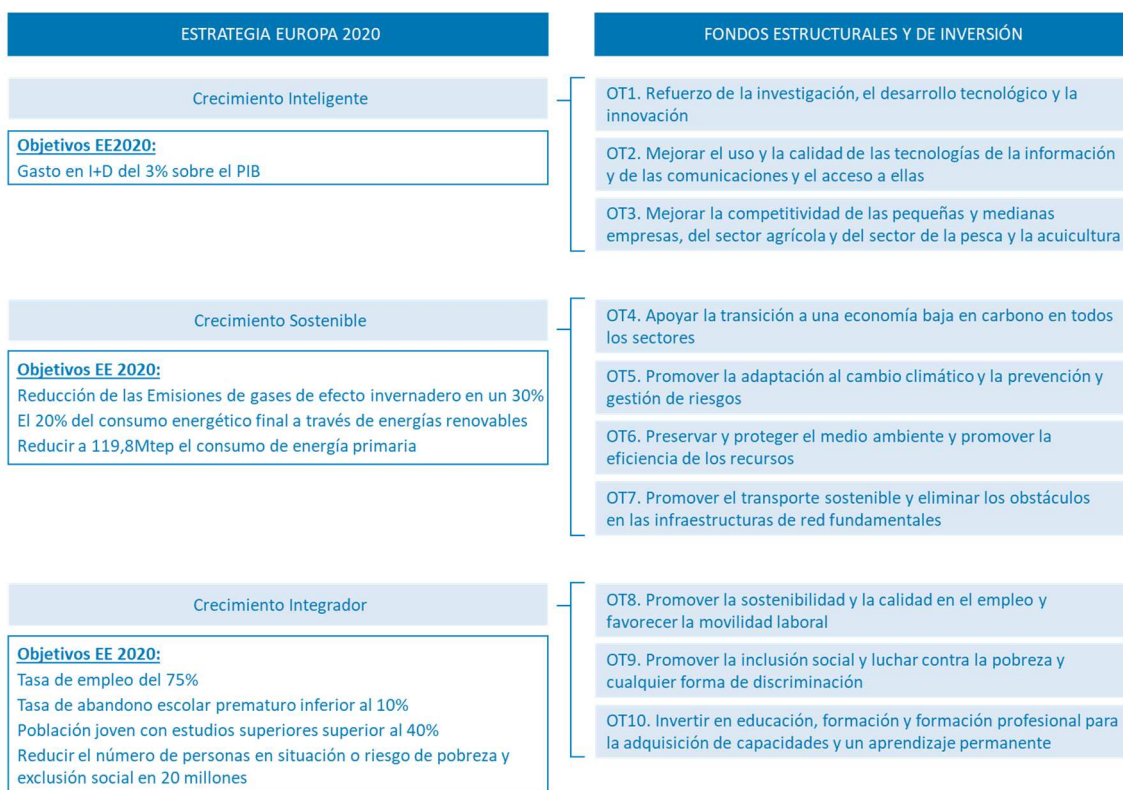 ESTRATEGIA EUROPA 2020
FONDOS ESTRUCTURALES Y DE INVERSIÓN
Crecimiento Inteligente
Objetivos EE2020:
Gasto en I+D del 3% sobre el PIB
OT1. Refuerzo de la investigación, el desarrollo tecnológico y la
innovación
OT2. Mejorar el uso y la calidad de las tecnologías de la información
y de las comunicaciones y el acceso a ellas
OT3. Mejorar la competitividad de las pequeñas y medianas
empresas, del sector agrícola y del sector de la pesca y la acuicultura
Crecimiento Sostenible
Objetivos EE 2020:
Reducción de las Emisiones de gases de efecto invernadero en un 30%
El 20% del consumo energético final a través de energías renovables
Reducir a 119,8Mtep el consumo de energía primaria
OT4. Apoyar la transición a una economía baja en carbono en todos
los sectores
OT5. Promover la adaptación al cambio climático y la prevención y
gestión de riesgos
OT6. Preservar y proteger el medio ambiente y promover la
eficiencia de los recursos
OT7. Promover el transporte sostenible y eliminar los obstáculos
en las infraestructuras de red fundamentales
Crecimiento Integrador
Objetivos EE 2020:
Tasa de empleo del 75%
Tasa de abandono escolar prematuro inferior al 10%
Población joven con estudios superiores superior al 40%
Reducir el número de personas en situación o riesgo de pobreza y
exclusión social en 20 millones
OT8. Promover la sostenibilidad y la calidad en el empleo y
favorecer la movilidad laboral
OT9. Promover la inclusión social y luchar contra la pobreza y
cualquier forma de discriminación
OT10. Invertir en educación, formación y formación profesional para
la adquisición de capacidades y un aprendizaje permanente